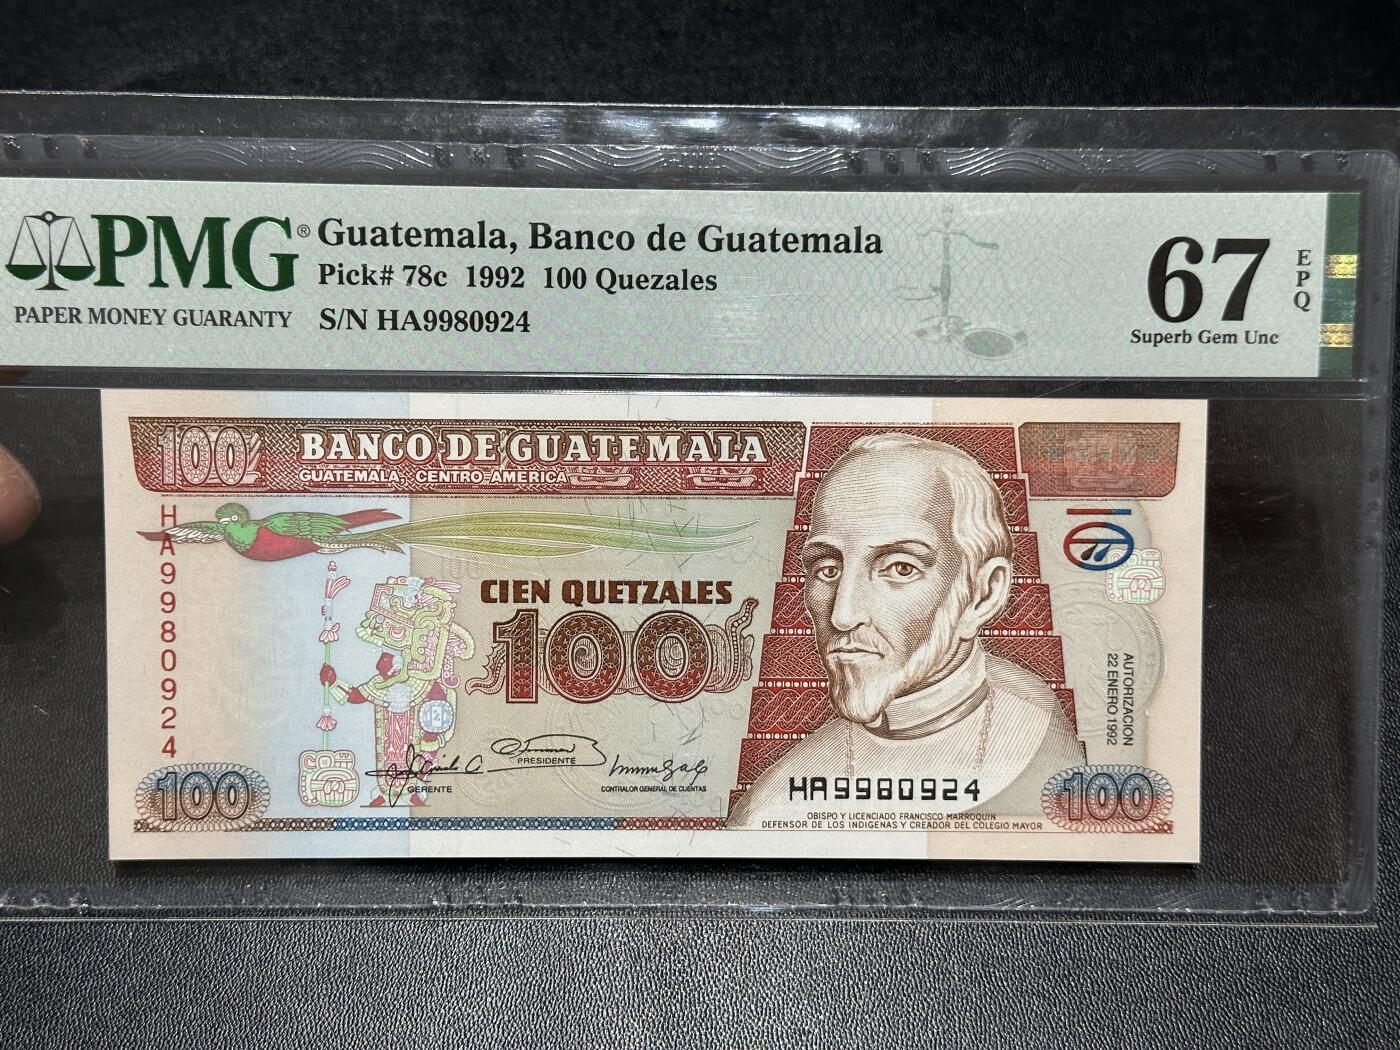 PMG®
PAPER MONEY GUARANTY
Guatemala, Banco de Guatemala
Pick# 78c 1992 100 Quezales
S/N HA9980924
67
EPQ
Superb Gem Unc
100
BANCO DE GUATEMALA
GUATEMALA, CENTRO AMERICA
HA9980924
CIEN QUETZALES
100
AUTORIZACION
22 ENERO 1992
GERENTE
PRESIDENTE
CONTRALOR GENERAL DE CUENTAS
HA9980924
100
100
OBISPO Y LICENCIADO FRANCISCO MARROQUIN
DEFENSOR DE LOS INDIGENAS Y CREADOR DEL COLEGIO MAYOR